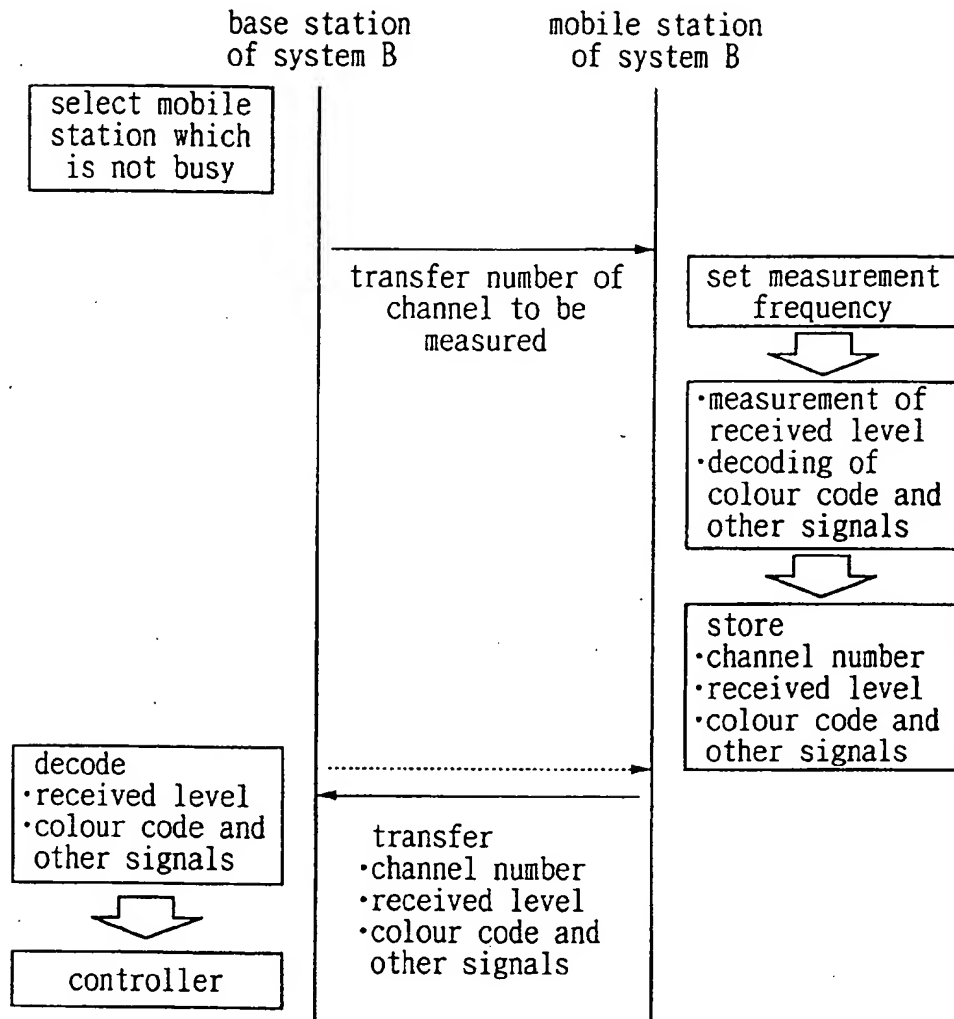 base station
of system B
mobile station
of system B
select mobile
station which
is not busy
transfer number of
channel to be
measured
set measurement
frequency
·measurement of
received level
·decoding of
colour code and
other signals
store
·channel number
·received level
·colour code and
other signals
decode
·received level
·colour code and
other signals
transfer
·channel number
·received level
·colour code and
other signals
controller